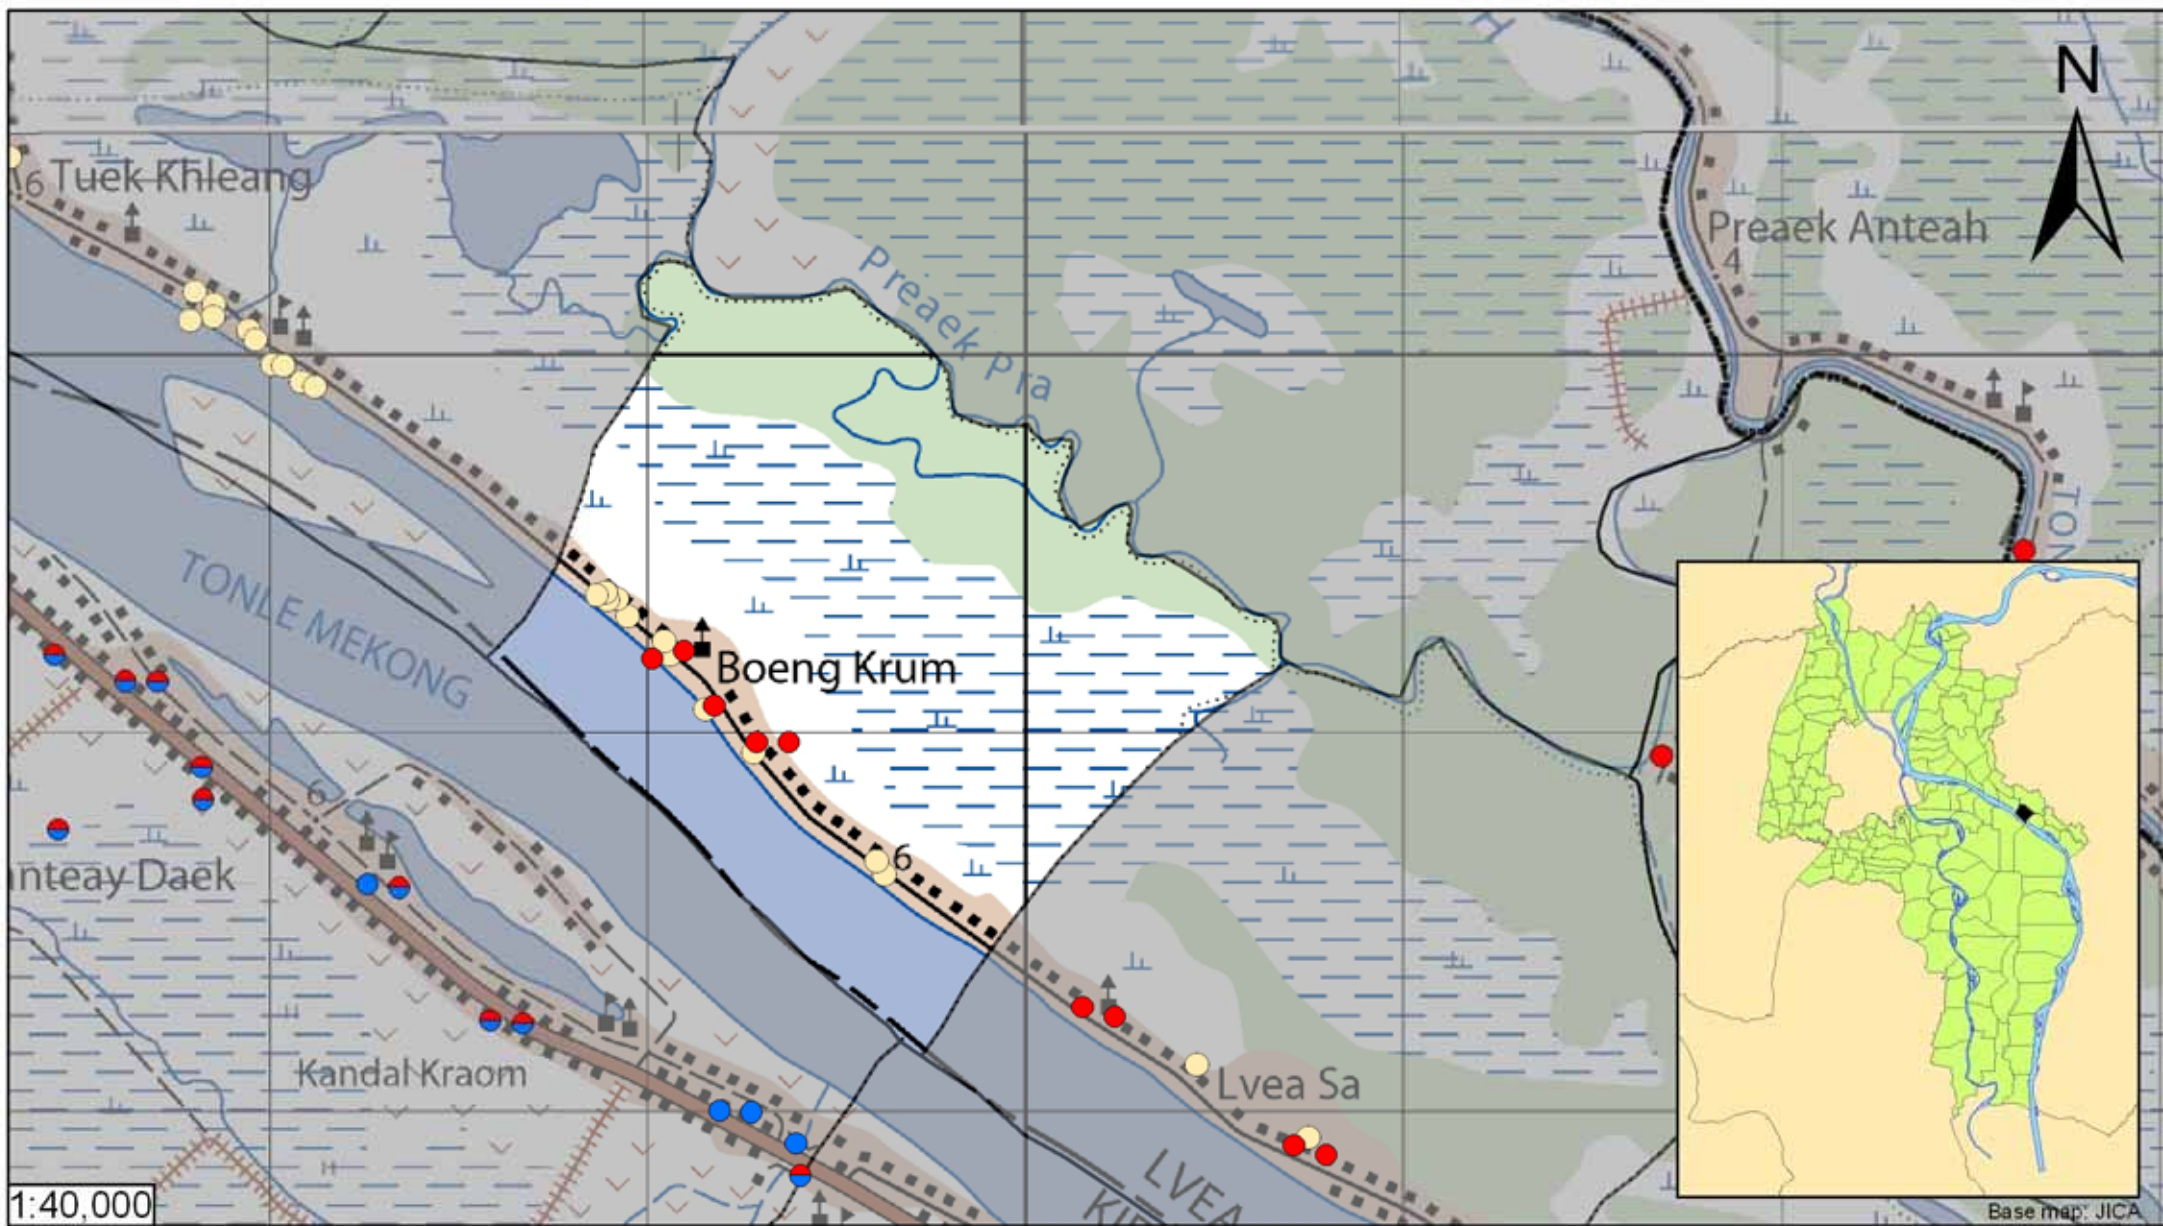 H
N
6 Tuek Khleang
Preaek Anteah
4
Preaek Pra
TONLE MEKONG
TON
Boeng Krum
6
6
anteay Daek
Kandal Kraom
Lvea Sa
LVEA
1:40,000
Base map: JICA